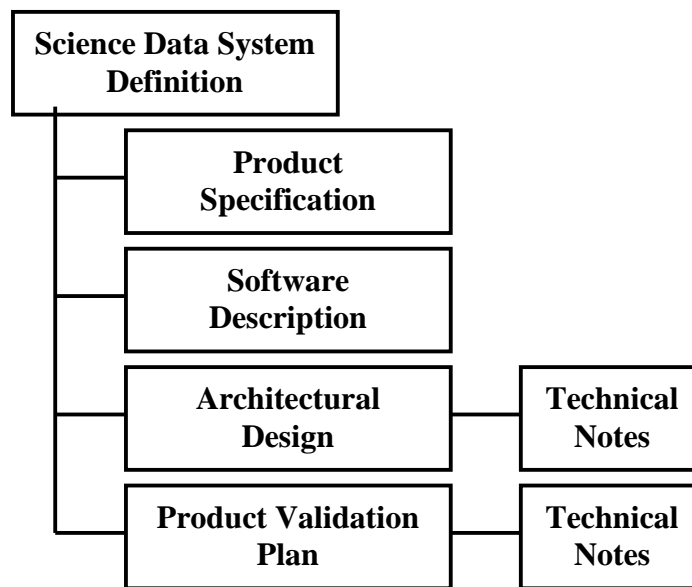 Science Data System
Definition
Product
Specification
Software
Description
Architectural
Design
Technical
Notes
Product Validation
Plan
Technical
Notes